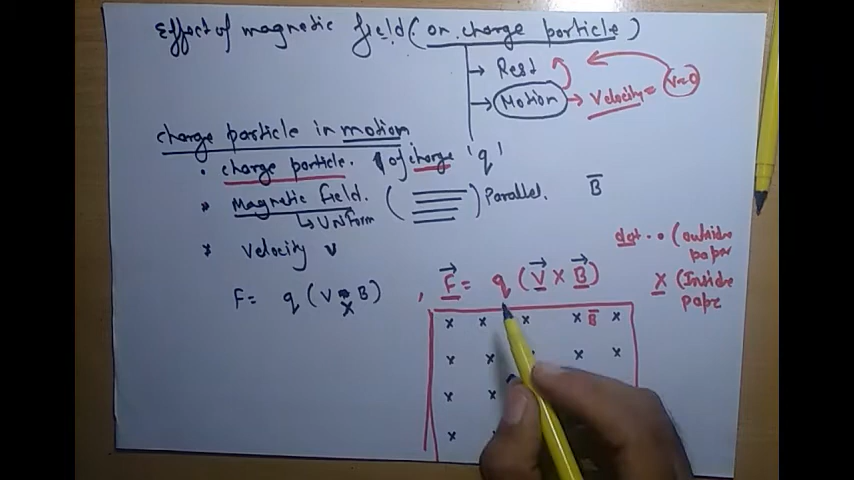 Effect of magnetic field (on charge particle)
→ Rest
→ Motion → Velocity = v=0
charge particle in motion
• charge particle. of charge 'q'
* Magnetic field. (≡) Parallel. B̅
↳ Uniform
* Velocity v
dot . . (outside paper
X (Inside pape
F= q (V X B) , F⃗ = q (V⃗ X B⃗)
x x x x B̅ x
x x x x
x x
x